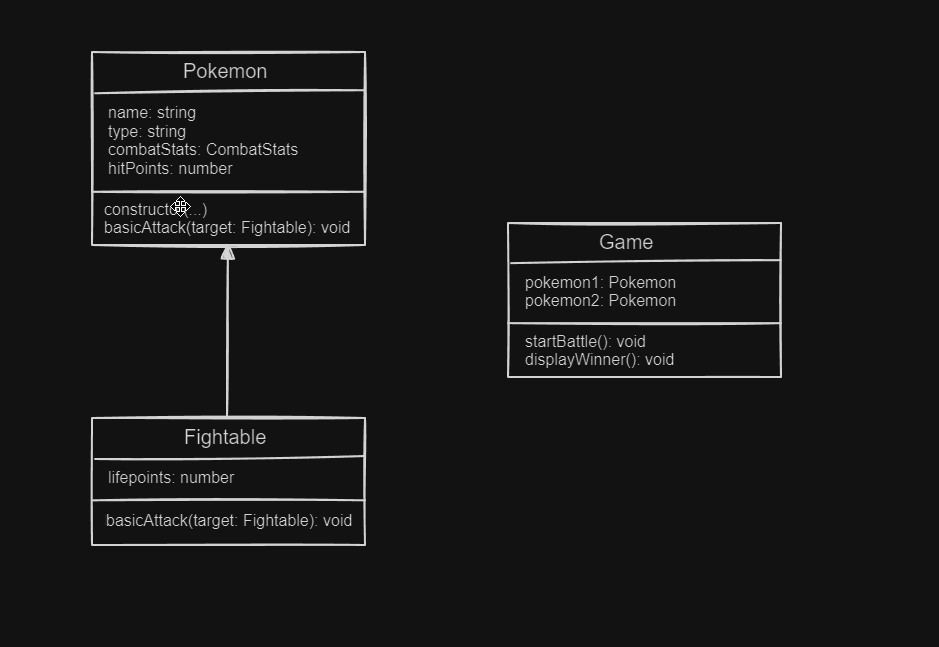 Pokemon
name: string
type: string
combatStats: CombatStats
hitPoints: number
constructor(...)
basicAttack(target: Fightable): void
Game
pokemon1: Pokemon
pokemon2: Pokemon
startBattle(): void
displayWinner(): void
Fightable
lifepoints: number
basicAttack(target: Fightable): void